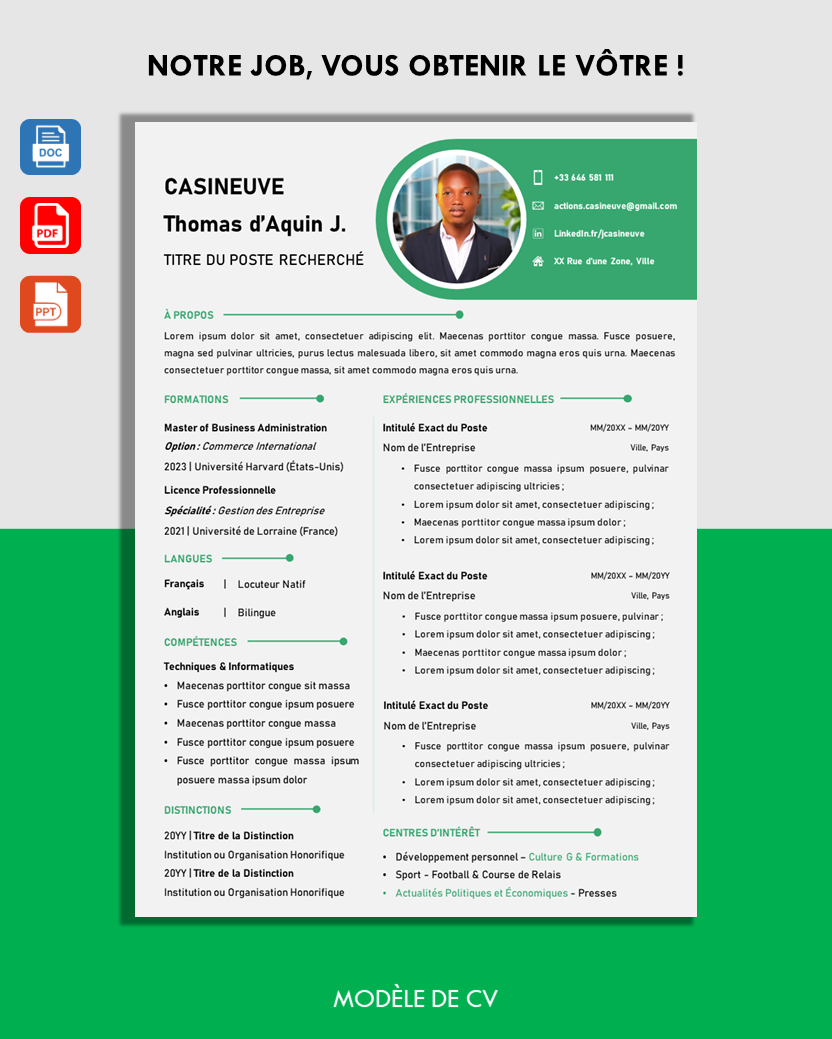 NOTRE JOB, VOUS OBTENIR LE VÔTRE !
DOC
PDF
PPT
CASINEUVE
Thomas d'Aquin J.
TITRE DU POSTE RECHERCHÉ
+33 646 581 111
actions.casineuve@gmail.com
in
LinkedIn.fr/jcasineuve
XX Rue d'une Zone, Ville
À PROPOS
Lorem ipsum dolor sit amet, consectetuer adipiscing elit. Maecenas porttitor congue massa. Fusce posuere,
magna sed pulvinar ultricies, purus lectus malesuada libero, sit amet commodo magna eros quis urna. Maecenas
consectetuer porttitor congue massa, sit amet commodo magna eros quis urna.
FORMATIONS
Master of Business Administration
Option : Commerce International
2023 | Université Harvard (États-Unis)
Licence Professionnelle
Spécialité : Gestion des Entreprise
2021 | Université de Lorraine (France)
LANGUES
Français | Locuteur Natif
Anglais | Bilingue
COMPÉTENCES
Techniques & Informatiques
• Maecenas porttitor congue sit massa
• Fusce porttitor congue ipsum posuere
• Maecenas porttitor congue massa
• Fusce porttitor congue ipsum posuere
• Fusce porttitor congue massa ipsum
posuere massa ipsum dolor
DISTINCTIONS
20YY | Titre de la Distinction
Institution ou Organisation Honorifique
20YY | Titre de la Distinction
Institution ou Organisation Honorifique
EXPÉRIENCES PROFESSIONNELLES
Intitulé Exact du Poste MM/20XX – MM/20YY
Nom de l'Entreprise Ville, Pays
• Fusce porttitor congue massa ipsum posuere, pulvinar
consectetuer adipiscing ultricies ;
• Lorem ipsum dolor sit amet, consectetuer adipiscing ;
• Maecenas porttitor congue massa ipsum dolor ;
• Lorem ipsum dolor sit amet, consectetuer adipiscing ;
Intitulé Exact du Poste MM/20XX – MM/20YY
Nom de l'Entreprise Ville, Pays
• Fusce porttitor congue massa ipsum posuere, pulvinar ;
• Lorem ipsum dolor sit amet, consectetuer adipiscing ;
• Maecenas porttitor congue massa ipsum dolor ;
• Lorem ipsum dolor sit amet, consectetuer adipiscing ;
Intitulé Exact du Poste MM/20XX – MM/20YY
Nom de l'Entreprise Ville, Pays
• Fusce porttitor congue massa ipsum posuere, pulvinar
consectetuer adipiscing ultricies ;
• Lorem ipsum dolor sit amet, consectetuer adipiscing ;
• Lorem ipsum dolor sit amet, consectetuer adipiscing ;
CENTRES D'INTÉRÊT
• Développement personnel – Culture G & Formations
• Sport - Football & Course de Relais
• Actualités Politiques et Économiques - Presses
MODÈLE DE CV